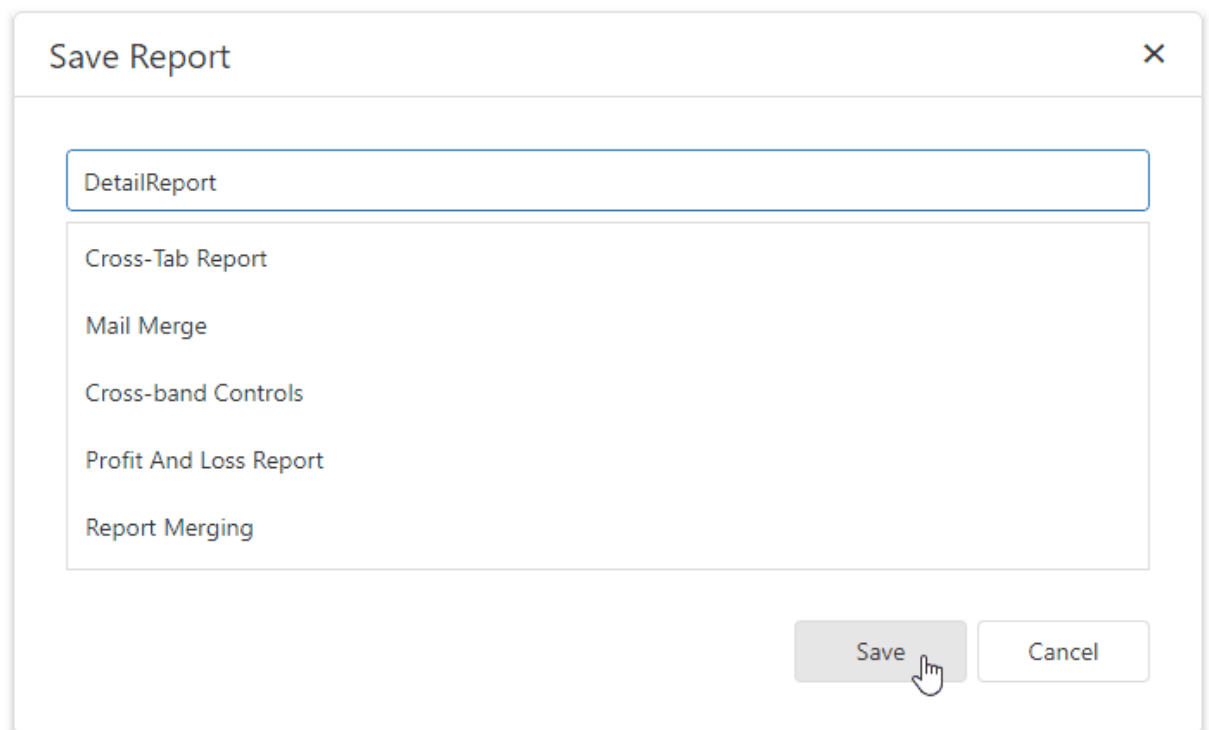 Save Report
DetailReport
Cross-Tab Report
Mail Merge
Cross-band Controls
Profit And Loss Report
Report Merging
Save Cancel